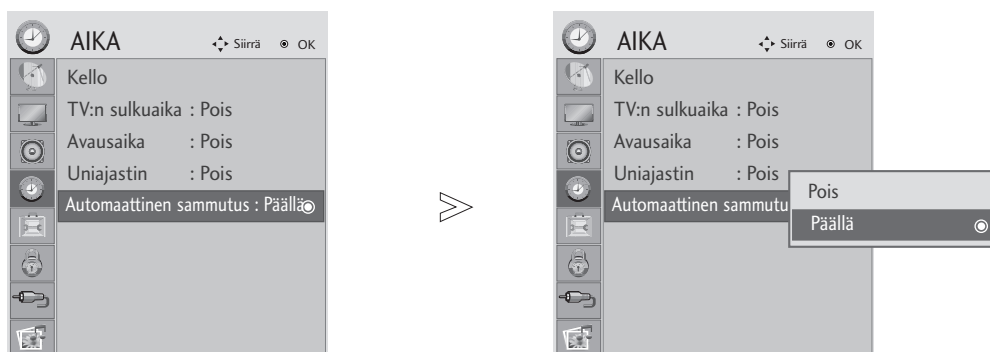 AIKA Siirrä OK
Kello
TV:n sulkuaika : Pois
Avausaika : Pois
Uniajastin : Pois
Automaattinen sammutus : Päällä
AIKA Siirrä OK
Kello
TV:n sulkuaika : Pois
Avausaika : Pois
Uniajastin : Pois
Automaattinen sammutu
Pois
Päällä